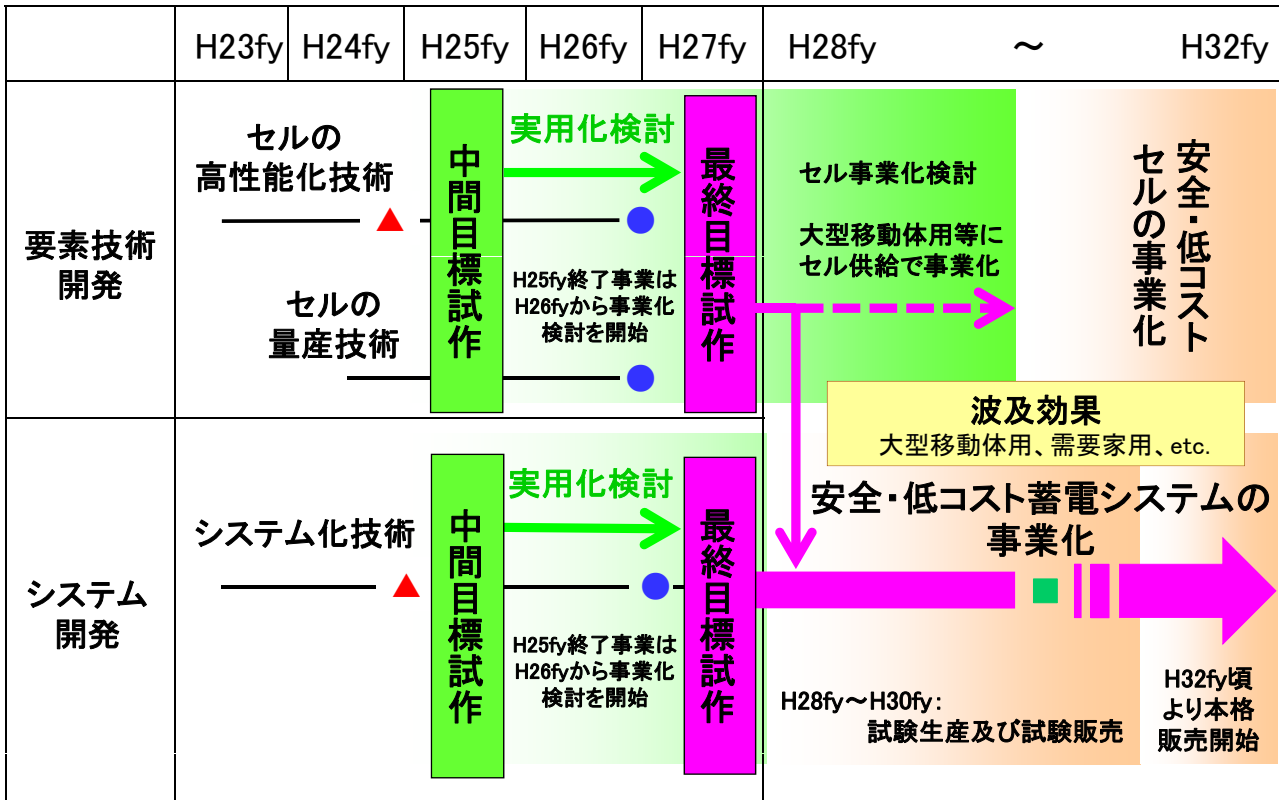 H23fy H24fy H25fy H26fy H27fy H28fy ～ H32fy
要素技術
開発
セルの
高性能化技術
セルの
量産技術
中間目標試作
実用化検討
H25fy終了事業は
H26fyから事業化
検討を開始
最終目標試作
セル事業化検討
大型移動体用等に
セル供給で事業化
安全・低コスト
セルの事業化
波及効果
大型移動体用、需要家用、etc.
システム
開発
システム化技術
中間目標試作
実用化検討
H25fy終了事業は
H26fyから事業化
検討を開始
最終目標試作
安全・低コスト蓄電システムの
事業化
H28fy～H30fy：
試験生産及び試験販売
H32fy頃
より本格
販売開始